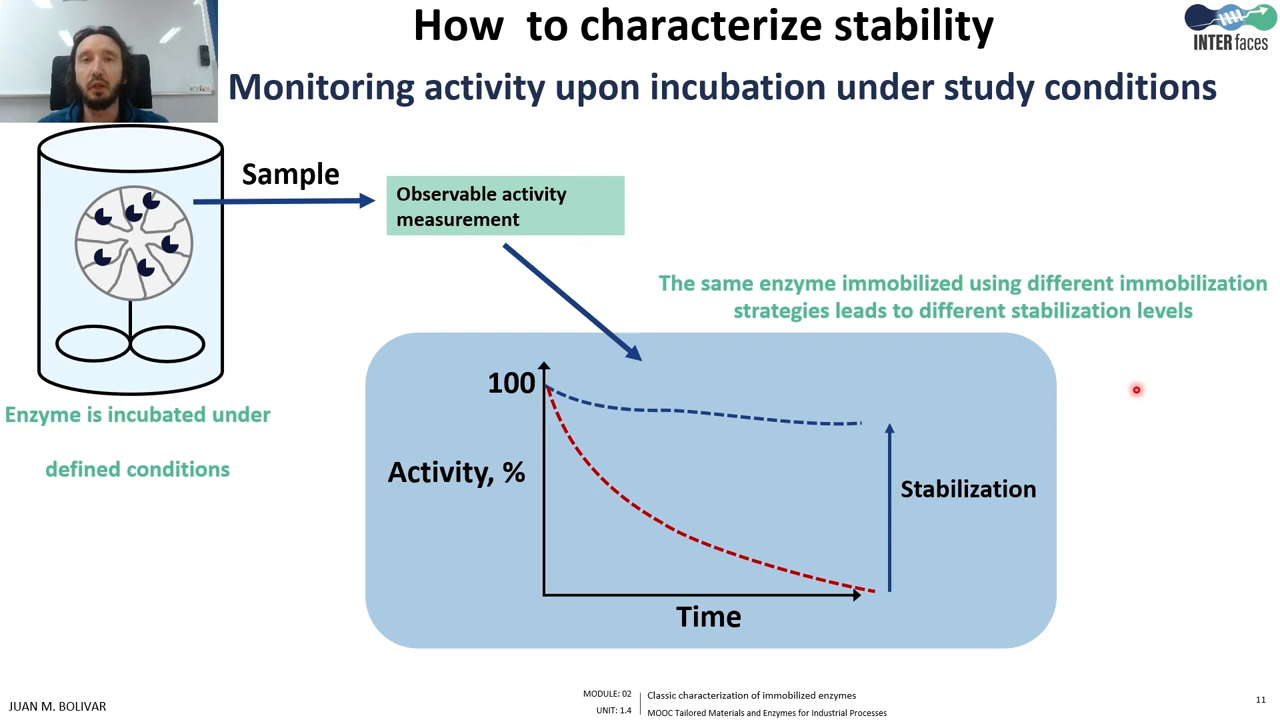 How  to characterize stability
INTERfaces
Monitoring activity upon incubation under study conditions
Sample
Observable activity
measurement
The same enzyme immobilized using different immobilization
strategies leads to different stabilization levels
100
Activity, %
Stabilization
Time
Enzyme is incubated under
defined conditions
JUAN M. BOLIVAR
MODULE: 02
Classic characterization of immobilized enzymes
UNIT: 1.4
MOOC Tailored Materials and Enzymes for Industrial Processes
11